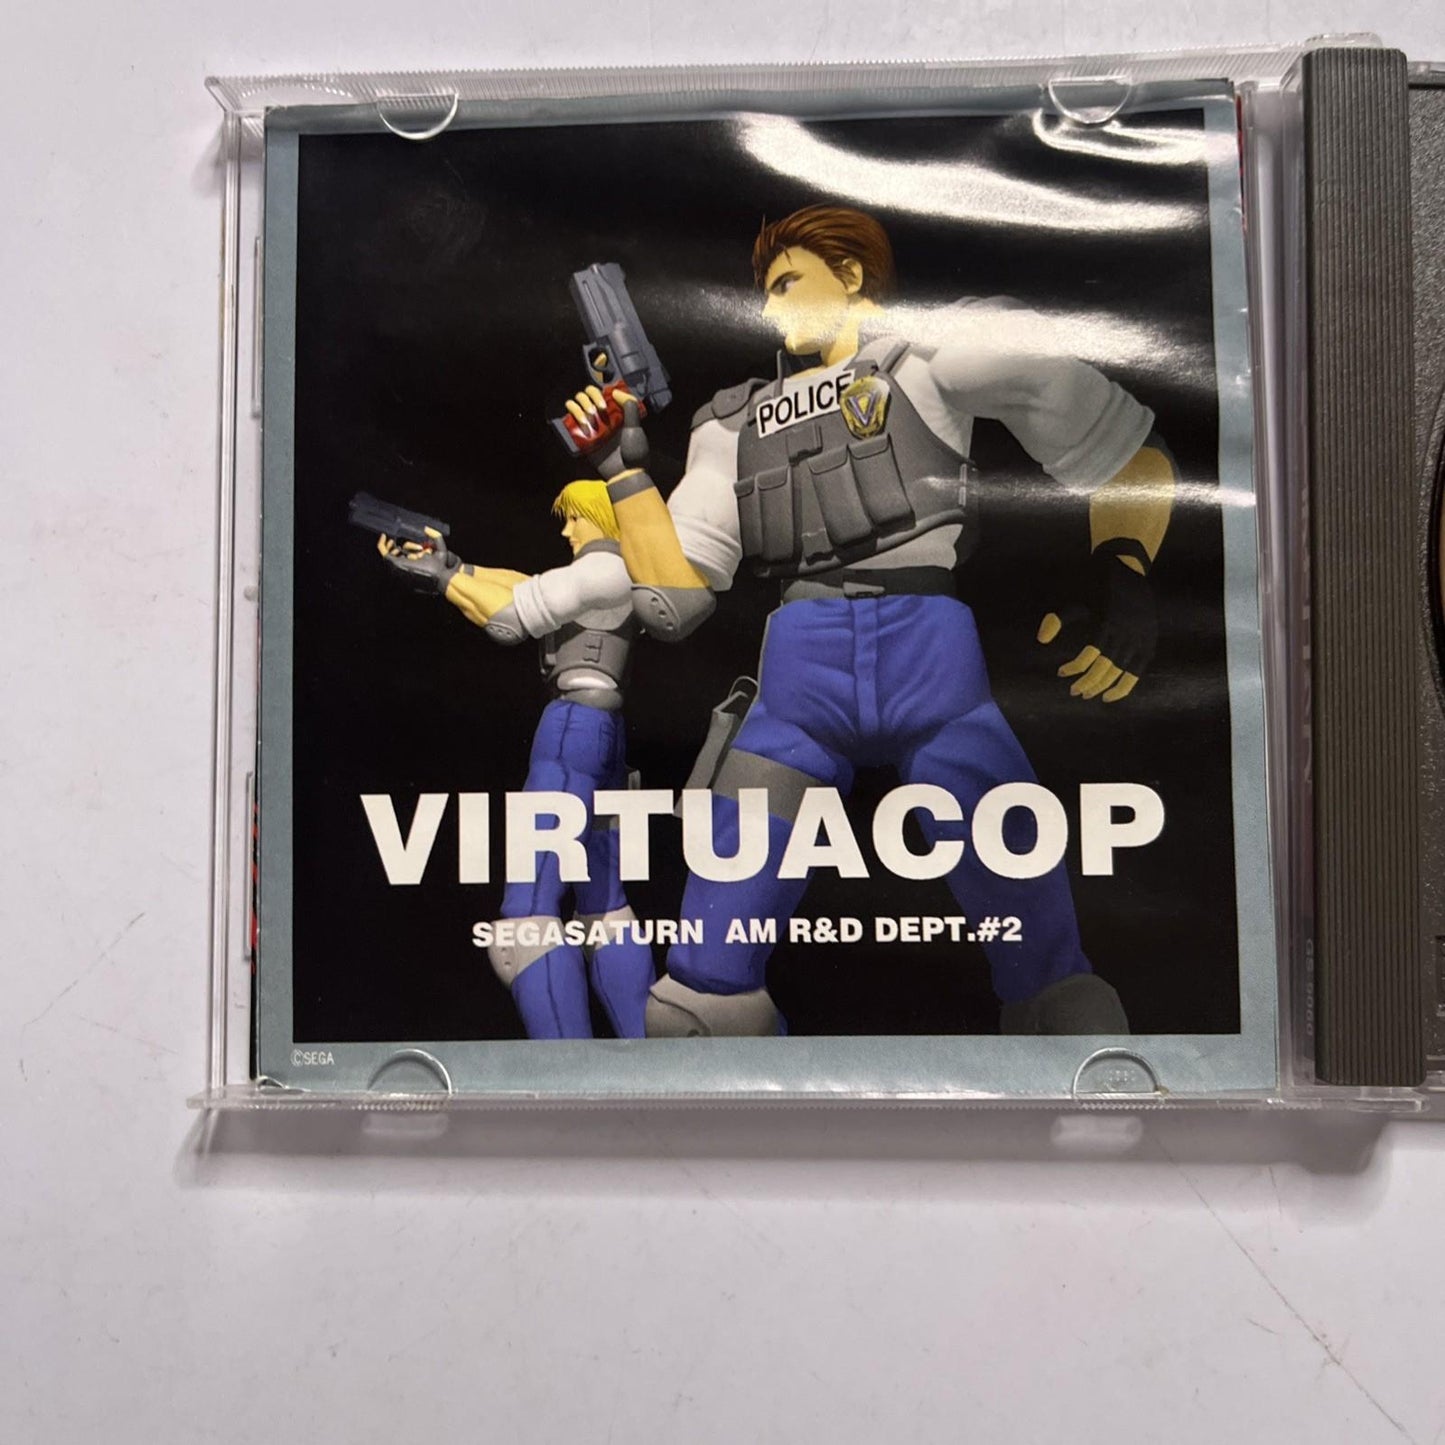 POLICE
V
VIRTUACOP
SEGASATURN AM R&D DEPT.#2
©SEGA